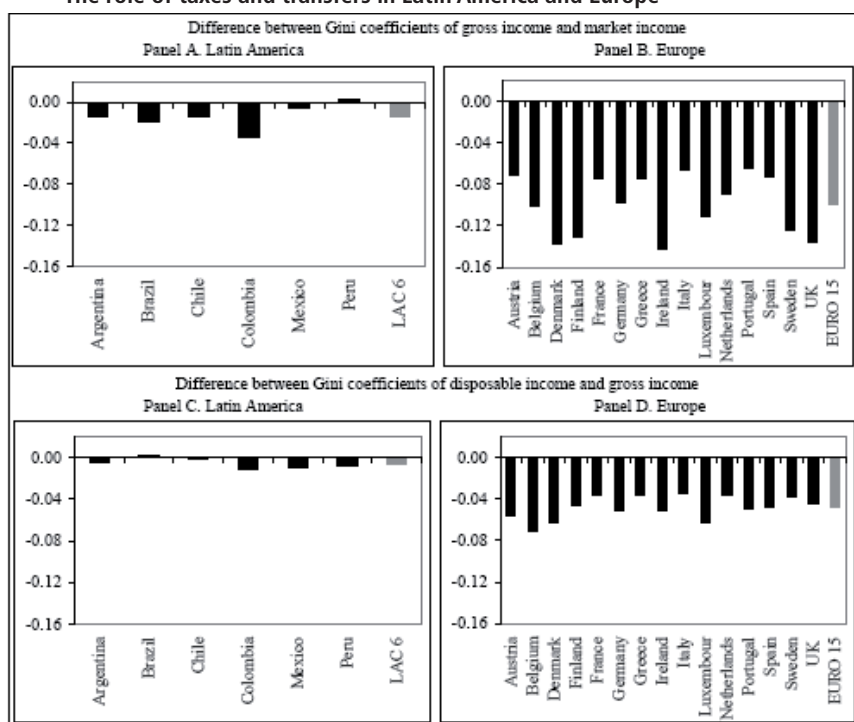 The role of taxes and transfers in Latin America and Europe
Difference between Gini coefficients of gross income and market income
Panel A. Latin America
Panel B. Europe
0.00
-0.04
-0.08
-0.12
-0.16
Argentina
Brazil
Chile
Colombia
Mexico
Peru
LAC 6
0.00
-0.04
-0.08
-0.12
-0.16
Austria
Belgium
Denmark
Finland
France
Germany
Greece
Ireland
Italy
Luxembour
Netherlands
Portugal
Spain
Sweden
UK
EURO 15
Difference between Gini coefficients of disposable income and gross income
Panel C. Latin America
Panel D. Europe
0.00
-0.04
-0.08
-0.12
-0.16
Argentina
Brazil
Chile
Colombia
Mexico
Peru
LAC 6
0.00
-0.04
-0.08
-0.12
-0.16
Austria
Belgium
Denmark
Finland
France
Germany
Greece
Ireland
Italy
Luxembour
Netherlands
Portugal
Spain
Sweden
UK
EURO 15